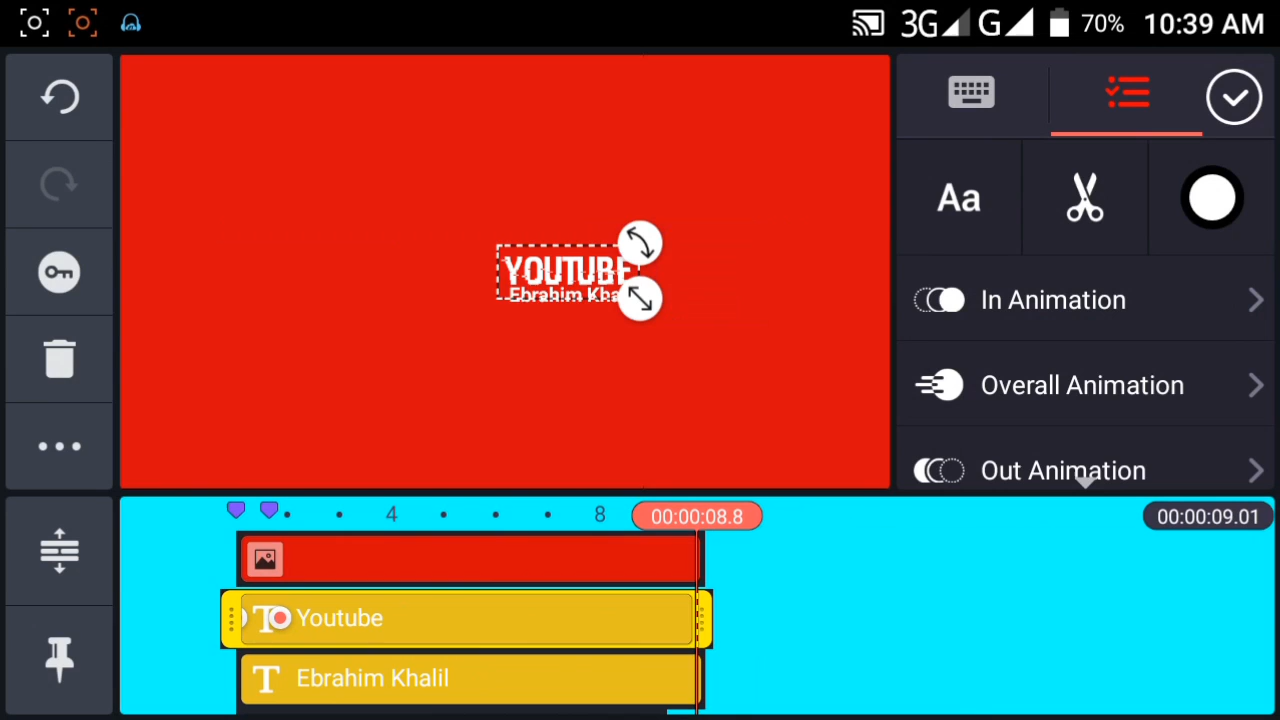 3G G 70% 10:39 AM
YOUTUBE
Ebrahim Kha
Aa
In Animation
Overall Animation
Out Animation
4 8 00:00:08.8 00:00:09.01
T Youtube
T Ebrahim Khalil